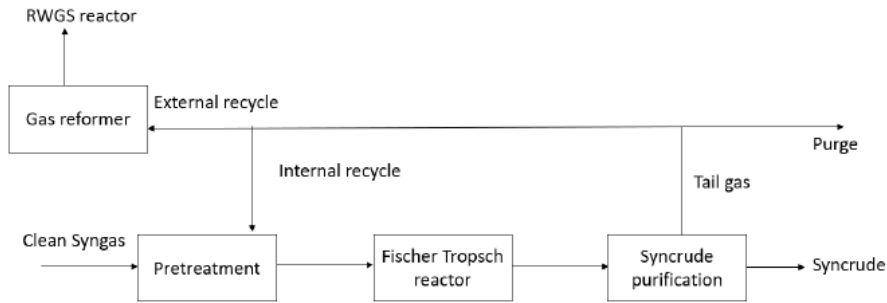 RWGS reactor
Gas reformer
External recycle
Purge
Internal recycle
Tail gas
Clean Syngas
Pretreatment
Fischer Tropsch
reactor
Syncrude
purification
Syncrude